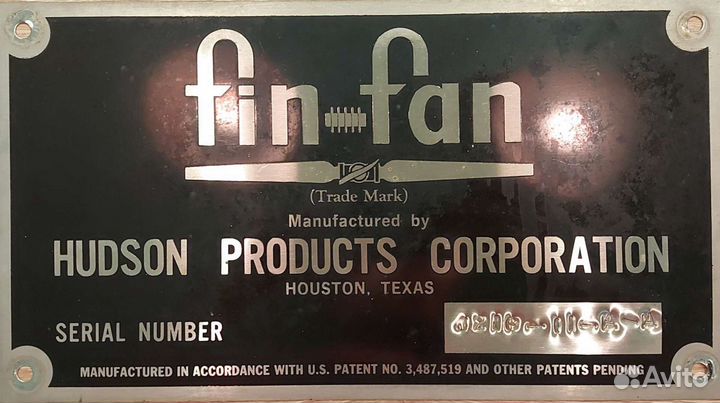 fin-fan
(Trade Mark)
Manufactured by
HUDSON PRODUCTS CORPORATION
HOUSTON, TEXAS
SERIAL NUMBER
MANUFACTURED IN ACCORDANCE WITH U.S. PATENT NO. 3,487,519 AND OTHER PATENTS PENDING
Avito